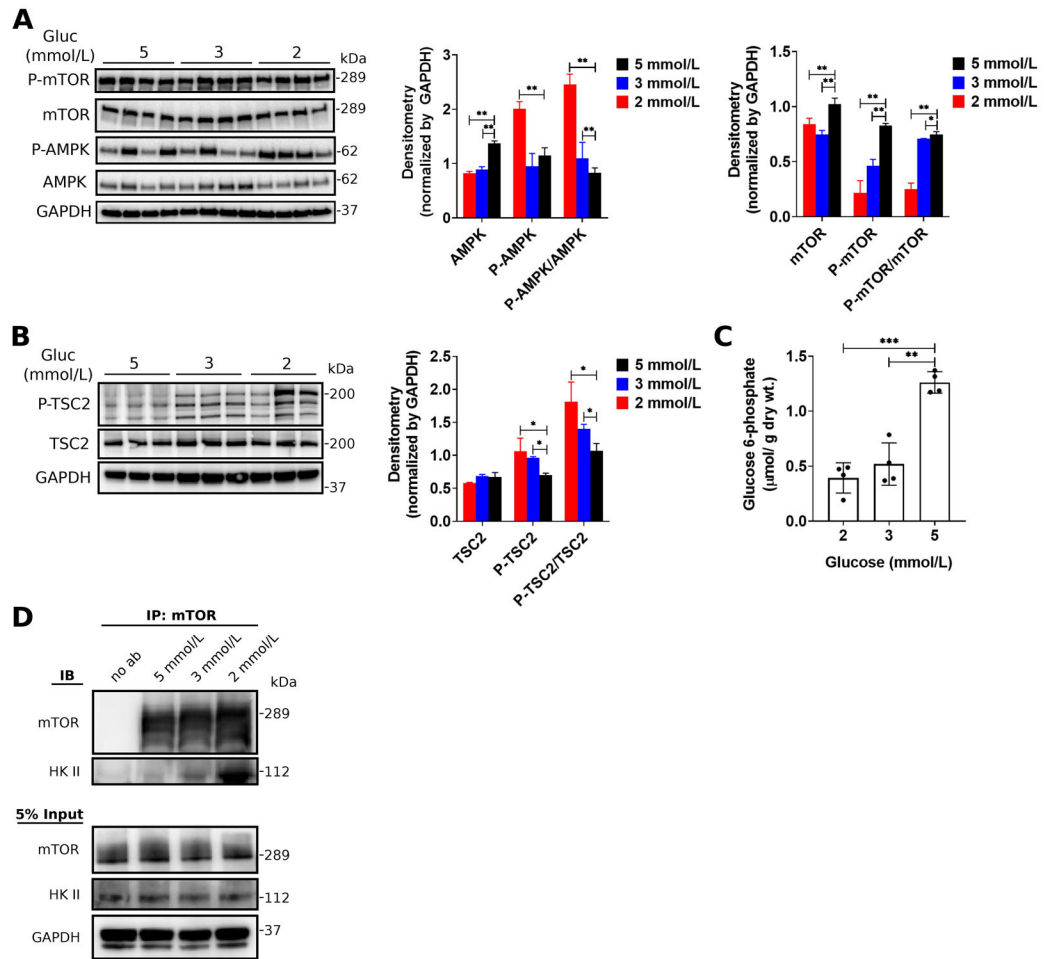 A
Gluc
(mmol/L)
5 3 2
kDa
P-mTOR -289
mTOR -289
P-AMPK -62
AMPK -62
GAPDH -37
Densitometry
(normalized by GAPDH)
3
2
1
0
** ** **
** **
AMPK
P-AMPK
P-AMPK/AMPK
5 mmol/L
3 mmol/L
2 mmol/L
Densitometry
(normalized by GAPDH)
1.5
1.0
0.5
0.0
** ** **
** ** *
mTOR
P-mTOR
P-mTOR/mTOR
5 mmol/L
3 mmol/L
2 mmol/L
B
Gluc
(mmol/L)
5 3 2
kDa
P-TSC2 -200
TSC2 -200
GAPDH
-37
Densitometry
(normalized by GAPDH)
2.5
2.0
1.5
1.0
0.5
0.0
* *
* *
TSC2
P-TSC2
P-TSC2/TSC2
5 mmol/L
3 mmol/L
2 mmol/L
C
Glucose 6-phosphate
(μmol/ g dry wt.)
1.5
1.0
0.5
0.0
***
**
2 3 5
Glucose (mmol/L)
D
IP: mTOR
no ab
5 mmol/L
3 mmol/L
2 mmol/L
IB
kDa
mTOR -289
HK II -112
5% Input
mTOR -289
HK II -112
GAPDH -37